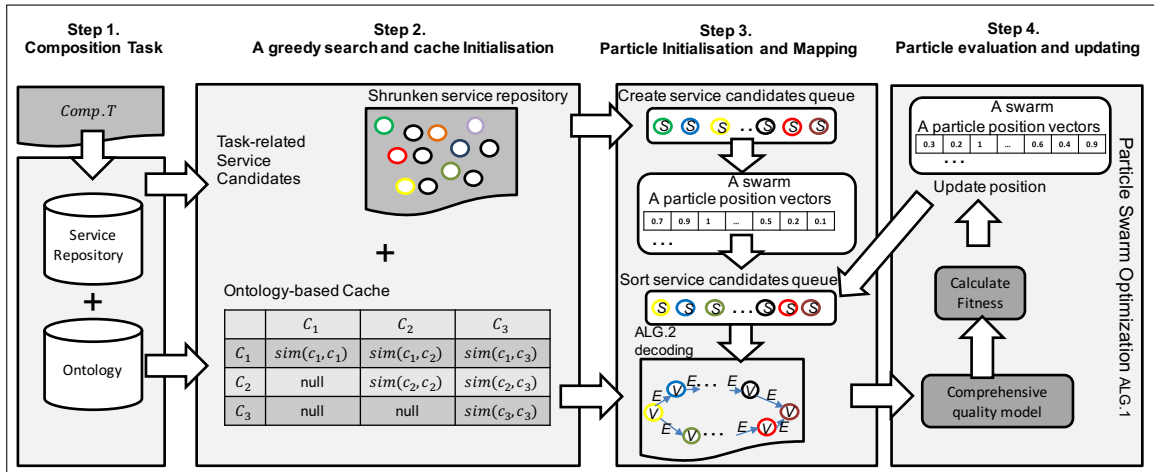 Step 1.
Composition Task
Step 2.
A greedy search and cache Initialisation
Step 3.
Particle Initialisation and Mapping
Step 4.
Particle evaluation and updating
Comp.T
Service
Repository
+
Ontology
Shrunken service repository
Task-related
Service
Candidates
+
Ontology-based Cache
C₁ C₂ C₃
C₁ sim(c₁,c₁) sim(c₁,c₂) sim(c₁,c₃)
C₂ null sim(c₂,c₂) sim(c₂,c₃)
C₃ null null sim(c₃,c₃)
Create service candidates queue
S S S .. S S S
A swarm
A particle position vectors
0.7 0.9 1 ... 0.5 0.2 0.1
...
Sort service candidates queue
S S S ... S S S
ALG.2
decoding
E V ... E V E
V V
E V ... E V E
A swarm
A particle position vectors
0.3 0.2 1 ... 0.6 0.4 0.9
...
Update position
Calculate
Fitness
Comprehensive
quality model
Particle Swarm Optimization ALG.1